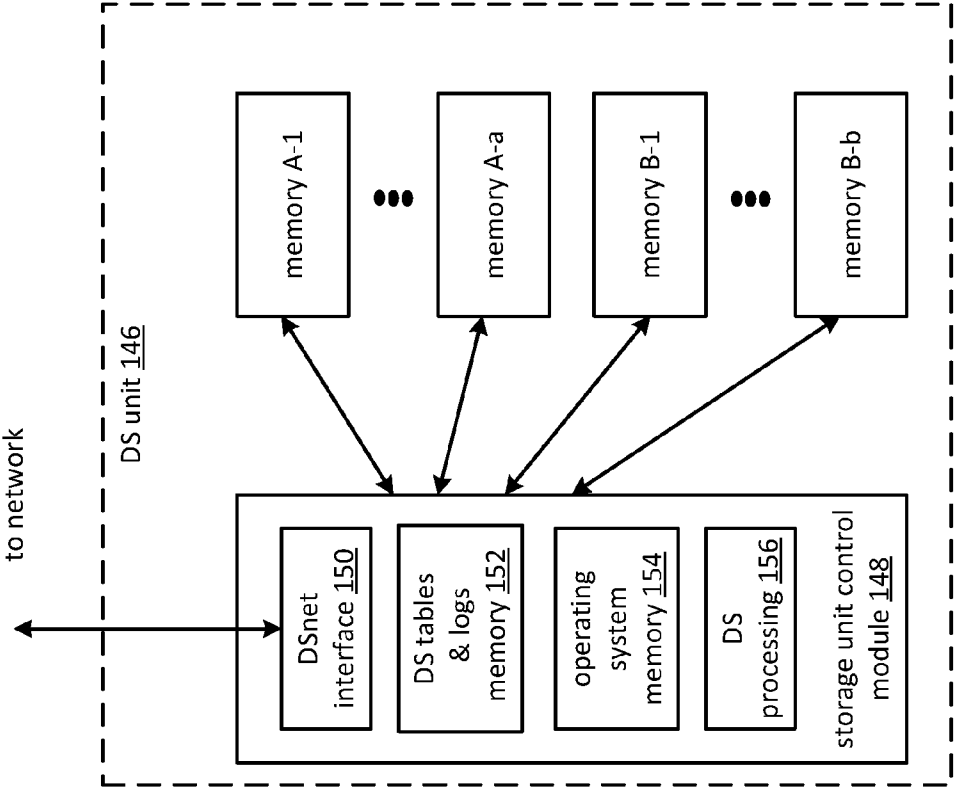 to network
DS unit 146
DSnet
interface 150
DS tables
& logs
memory 152
operating
system
memory 154
DS
processing 156
storage unit control
module 148
memory A-1
memory A-a
memory B-1
memory B-b